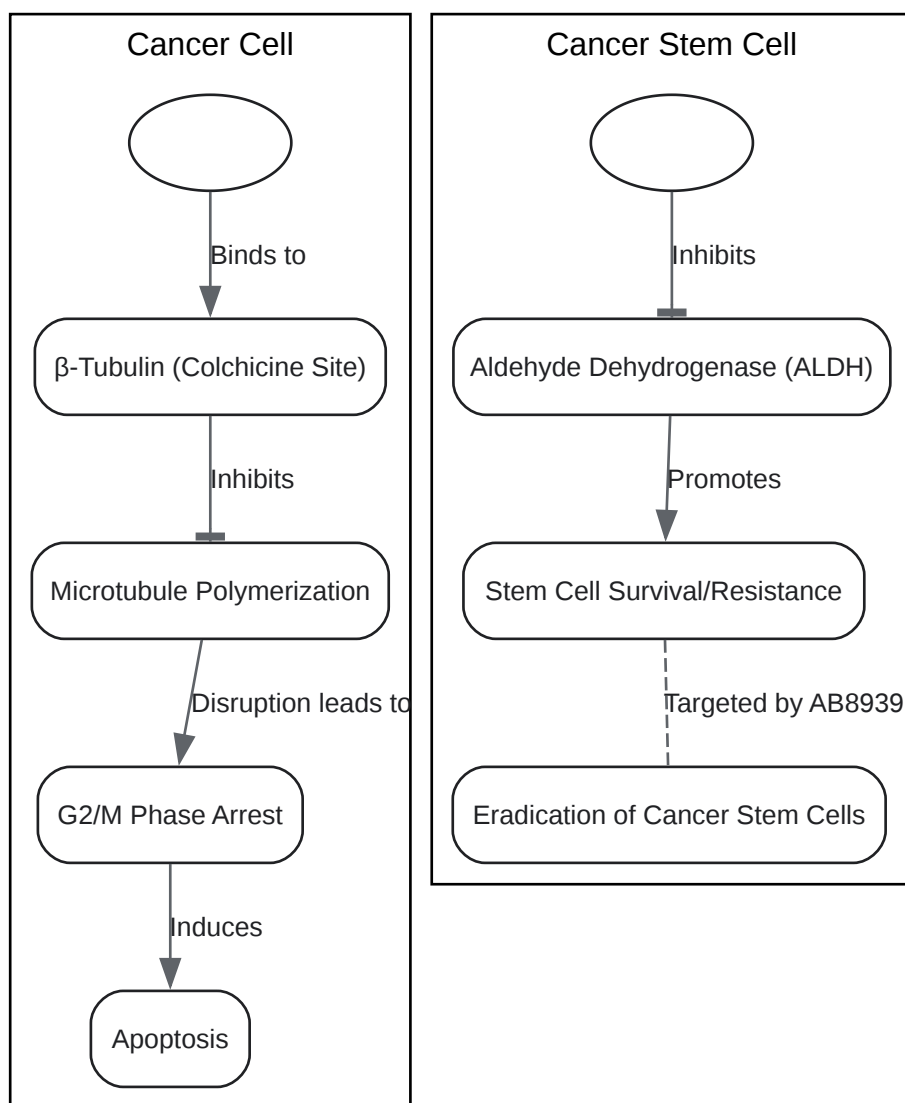 Cancer Cell
Binds to
β-Tubulin (Colchicine Site)
Inhibits
Microtubule Polymerization
Disruption leads to
G2/M Phase Arrest
Induces
Apoptosis
Cancer Stem Cell
Inhibits
Aldehyde Dehydrogenase (ALDH)
Promotes
Stem Cell Survival/Resistance
Targeted by AB8939
Eradication of Cancer Stem Cells